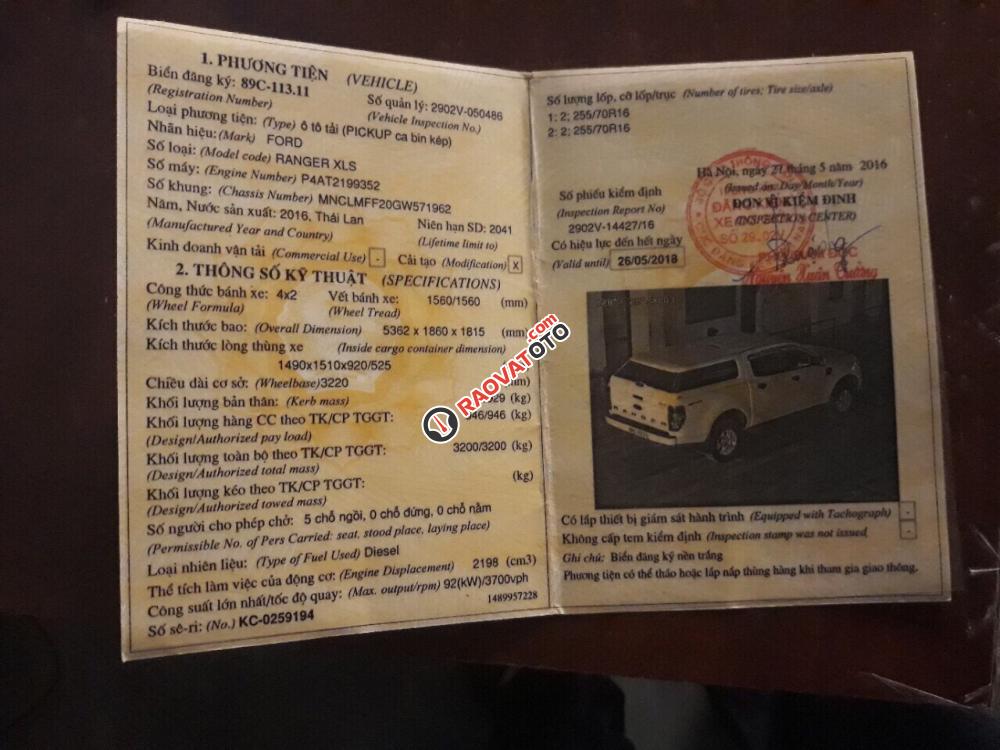 1. PHƯƠNG TIỆN (VEHICLE)
Biển đăng ký: 89C-113.11 Số quản lý: 2902V-050486
(Registration Number) (Vehicle Inspection No.)
Loại phương tiện: (Type) ô tô tải (PICKUP ca bin kép)
Nhãn hiệu: (Mark) FORD
Số loại: (Model code) RANGER XLS
Số máy: (Engine Number) P4AT2199352
Số khung: (Chassis Number) MNCLMFF20GW571962
Năm, Nước sản xuất: 2016, Thái Lan Niên hạn SD: 2041
(Manufactured Year and Country) (Lifetime limit to)
Kinh doanh vận tải (Commercial Use) - Cải tạo (Modification) X
2. THÔNG SỐ KỸ THUẬT (SPECIFICATIONS)
Công thức bánh xe: 4x2 Vết bánh xe: 1560/1560 (mm)
(Wheel Formula) (Wheel Tread)
Kích thước bao: (Overall Dimension) 5362 x 1860 x 1815 (mm)
Kích thước lòng thùng xe (Inside cargo container dimension)
1490x1510x920/525
Chiều dài cơ sở: (Wheelbase) 3220
Khối lượng bản thân: (Kerb mass) (kg)
Khối lượng hàng CC theo TK/CP TGGT: 946/946 (kg)
(Design/Authorized pay load)
Khối lượng toàn bộ theo TK/CP TGGT: 3200/3200 (kg)
(Design/Authorized total mass)
Khối lượng kéo theo TK/CP TGGT: (kg)
(Design/Authorized towed mass)
Số người cho phép chở: 5 chỗ ngồi, 0 chỗ đứng, 0 chỗ nằm
(Permissible No. of Pers Carried: seat, stood place, laying place)
Loại nhiên liệu: (Type of Fuel Used) Diesel
Thể tích làm việc của động cơ: (Engine Displacement) 2198 (cm3)
Công suất lớn nhất/tốc độ quay: (Max. output/rpm) 92(kW)/3700vph
Số sê-ri: (No.) KC-0259194 1489957228
Số lượng lốp, cỡ lốp/trục (Number of tires; Tire size/axle)
1: 2; 255/70R16
2: 2; 255/70R16
Hà Nội, ngày 27 tháng 5 năm 2016
(Issued on: Day/Month/Year)
Số phiếu kiểm định ĐƠN VỊ KIỂM ĐỊNH
(Inspection Report No) (INSPECTION CENTER)
2902V-14427/16
Có hiệu lực đến hết ngày
(Valid until) 26/05/2018
Có lắp thiết bị giám sát hành trình (Equipped with Tachograph) -
Không cấp tem kiểm định (Inspection stamp was not issued -
Ghi chú: Biển đăng ký nền trắng
Phương tiện có thể tháo hoặc lắp nắp thùng hàng khi tham gia giao thông.
RAOVATOTO.com